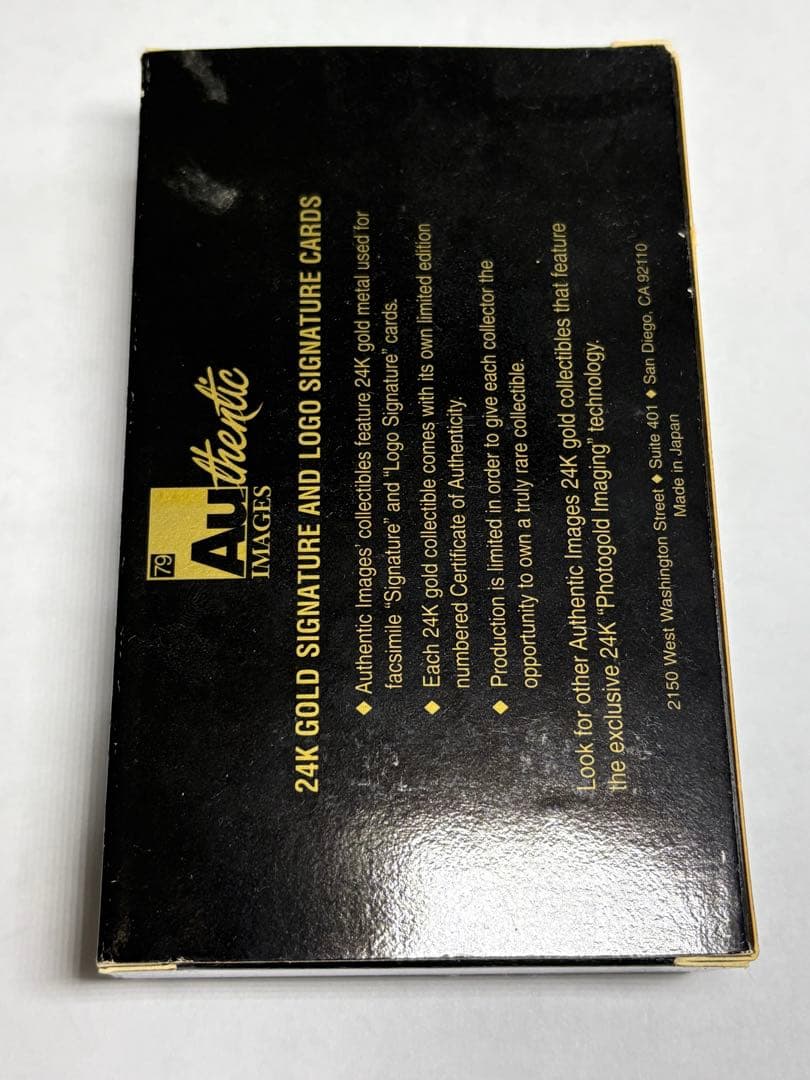 79
Authentic
IMAGES
24K GOLD SIGNATURE AND LOGO SIGNATURE CARDS
◆ Authentic Images' collectibles feature 24K gold metal used for
facsimile "Signature" and "Logo Signature" cards.
◆ Each 24K gold collectible comes with its own limited edition
numbered Certificate of Authenticity.
◆ Production is limited in order to give each collector the
opportunity to own a truly rare collectible.
Look for other Authentic Images 24K gold collectibles that feature
the exclusive 24K "Photogold Imaging" technology.
2150 West Washington Street ◆ Suite 401 ◆ San Diego, CA 92110
Made in Japan